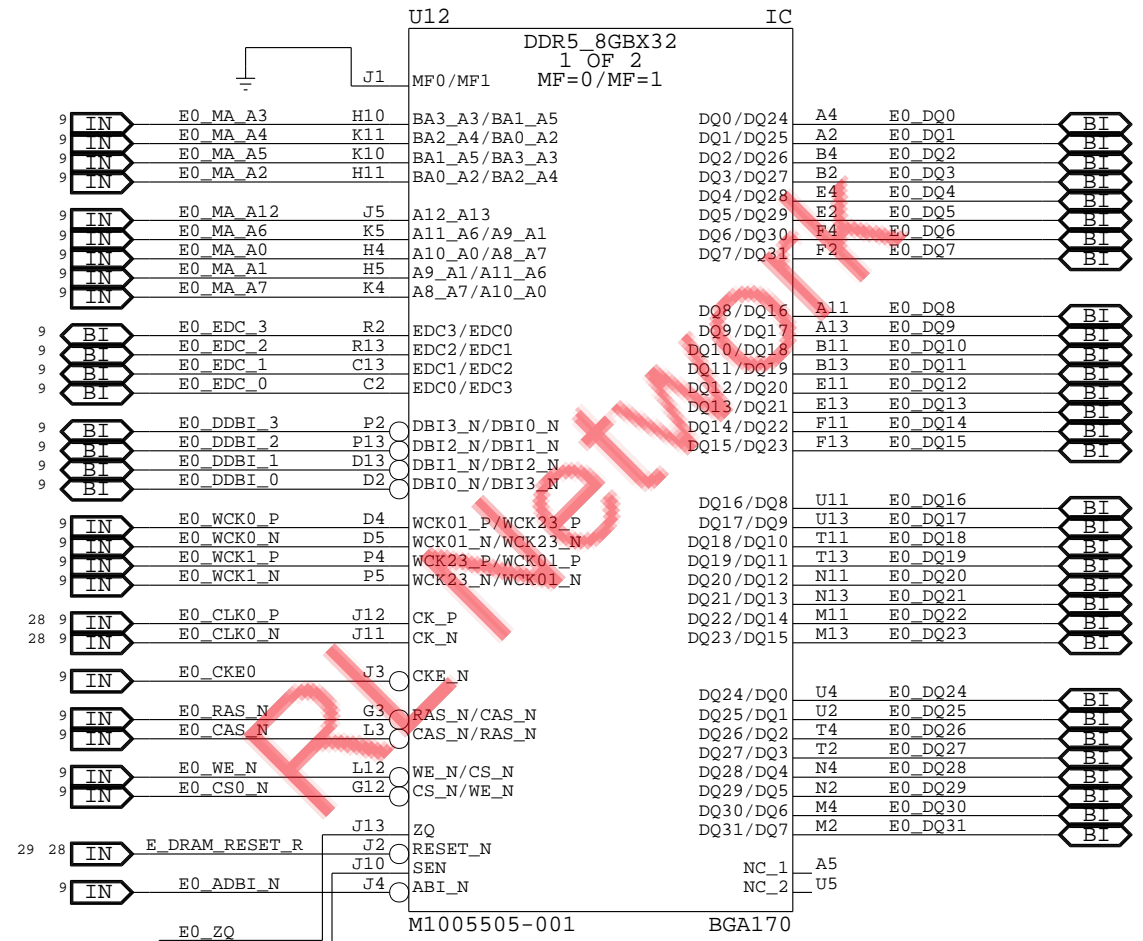 U12 IC
DDR5_8GBX32
1 OF 2
MF=0/MF=1
J1 MF0/MF1
9 IN E0_MA_A3 H10 BA3_A3/BA1_A5 DQ0/DQ24 A4 E0_DQ0 BI
9 IN E0_MA_A4 K11 BA2_A4/BA0_A2 DQ1/DQ25 A2 E0_DQ1 BI
9 IN E0_MA_A5 K10 BA1_A5/BA3_A3 DQ2/DQ26 B4 E0_DQ2 BI
9 IN E0_MA_A2 H11 BA0_A2/BA2_A4 DQ3/DQ27 B2 E0_DQ3 BI
DQ4/DQ28 E4 E0_DQ4 BI
9 IN E0_MA_A12 J5 A12_A13 DQ5/DQ29 E2 E0_DQ5 BI
9 IN E0_MA_A6 K5 A11_A6/A9_A1 DQ6/DQ30 F4 E0_DQ6 BI
9 IN E0_MA_A0 H4 A10_A0/A8_A7 DQ7/DQ31 F2 E0_DQ7 BI
9 IN E0_MA_A1 H5 A9_A1/A11_A6
9 IN E0_MA_A7 K4 A8_A7/A10_A0
DQ8/DQ16 A11 E0_DQ8 BI
9 BI E0_EDC_3 R2 EDC3/EDC0 DQ9/DQ17 A13 E0_DQ9 BI
9 BI E0_EDC_2 R13 EDC2/EDC1 DQ10/DQ18 B11 E0_DQ10 BI
9 BI E0_EDC_1 C13 EDC1/EDC2 DQ11/DQ19 B13 E0_DQ11 BI
9 BI E0_EDC_0 C2 EDC0/EDC3 DQ12/DQ20 E11 E0_DQ12 BI
DQ13/DQ21 E13 E0_DQ13 BI
9 BI E0_DDBI_3 P2 DBI3_N/DBI0_N DQ14/DQ22 F11 E0_DQ14 BI
9 BI E0_DDBI_2 P13 DBI2_N/DBI1_N DQ15/DQ23 F13 E0_DQ15 BI
9 BI E0_DDBI_1 D13 DBI1_N/DBI2_N
9 BI E0_DDBI_0 D2 DBI0_N/DBI3_N
DQ16/DQ8 U11 E0_DQ16 BI
9 IN E0_WCK0_P D4 WCK01_P/WCK23_P DQ17/DQ9 U13 E0_DQ17 BI
9 IN E0_WCK0_N D5 WCK01_N/WCK23_N DQ18/DQ10 T11 E0_DQ18 BI
9 IN E0_WCK1_P P4 WCK23_P/WCK01_P DQ19/DQ11 T13 E0_DQ19 BI
9 IN E0_WCK1_N P5 WCK23_N/WCK01_N DQ20/DQ12 N11 E0_DQ20 BI
DQ21/DQ13 N13 E0_DQ21 BI
28 9 IN E0_CLK0_P J12 CK_P DQ22/DQ14 M11 E0_DQ22 BI
28 9 IN E0_CLK0_N J11 CK_N DQ23/DQ15 M13 E0_DQ23 BI
9 IN E0_CKE0 J3 CKE_N
DQ24/DQ0 U4 E0_DQ24 BI
9 IN E0_RAS_N G3 RAS_N/CAS_N DQ25/DQ1 U2 E0_DQ25 BI
9 IN E0_CAS_N L3 CAS_N/RAS_N DQ26/DQ2 T4 E0_DQ26 BI
DQ27/DQ3 T2 E0_DQ27 BI
9 IN E0_WE_N L12 WE_N/CS_N DQ28/DQ4 N4 E0_DQ28 BI
9 IN E0_CS0_N G12 CS_N/WE_N DQ29/DQ5 N2 E0_DQ29 BI
DQ30/DQ6 M4 E0_DQ30 BI
J13 ZQ DQ31/DQ7 M2 E0_DQ31 BI
29 28 IN E_DRAM_RESET_R J2 RESET_N
J10 SEN NC_1 A5
9 IN E0_ADBI_N J4 ABI_N NC_2 U5
M1005505-001 BGA170
E0_ZQ
RL Network